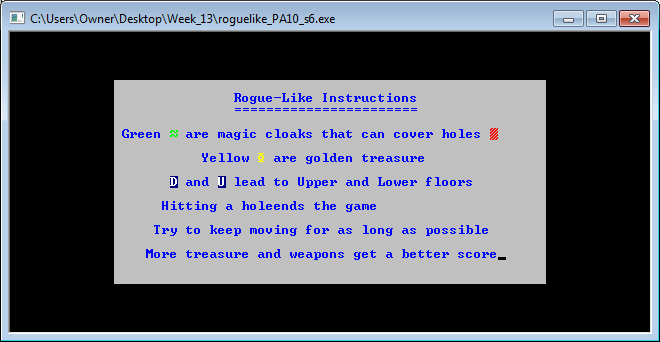 C:\Users\Owner\Desktop\Week_13\roguelike_PA10_s6.exe
Rogue-Like Instructions
=======================
Green ≈ are magic cloaks that can cover holes ▒
Yellow Φ are golden treasure
D and U lead to Upper and Lower floors
Hitting a holeends the game
Try to keep moving for as long as possible
More treasure and weapons get a better score